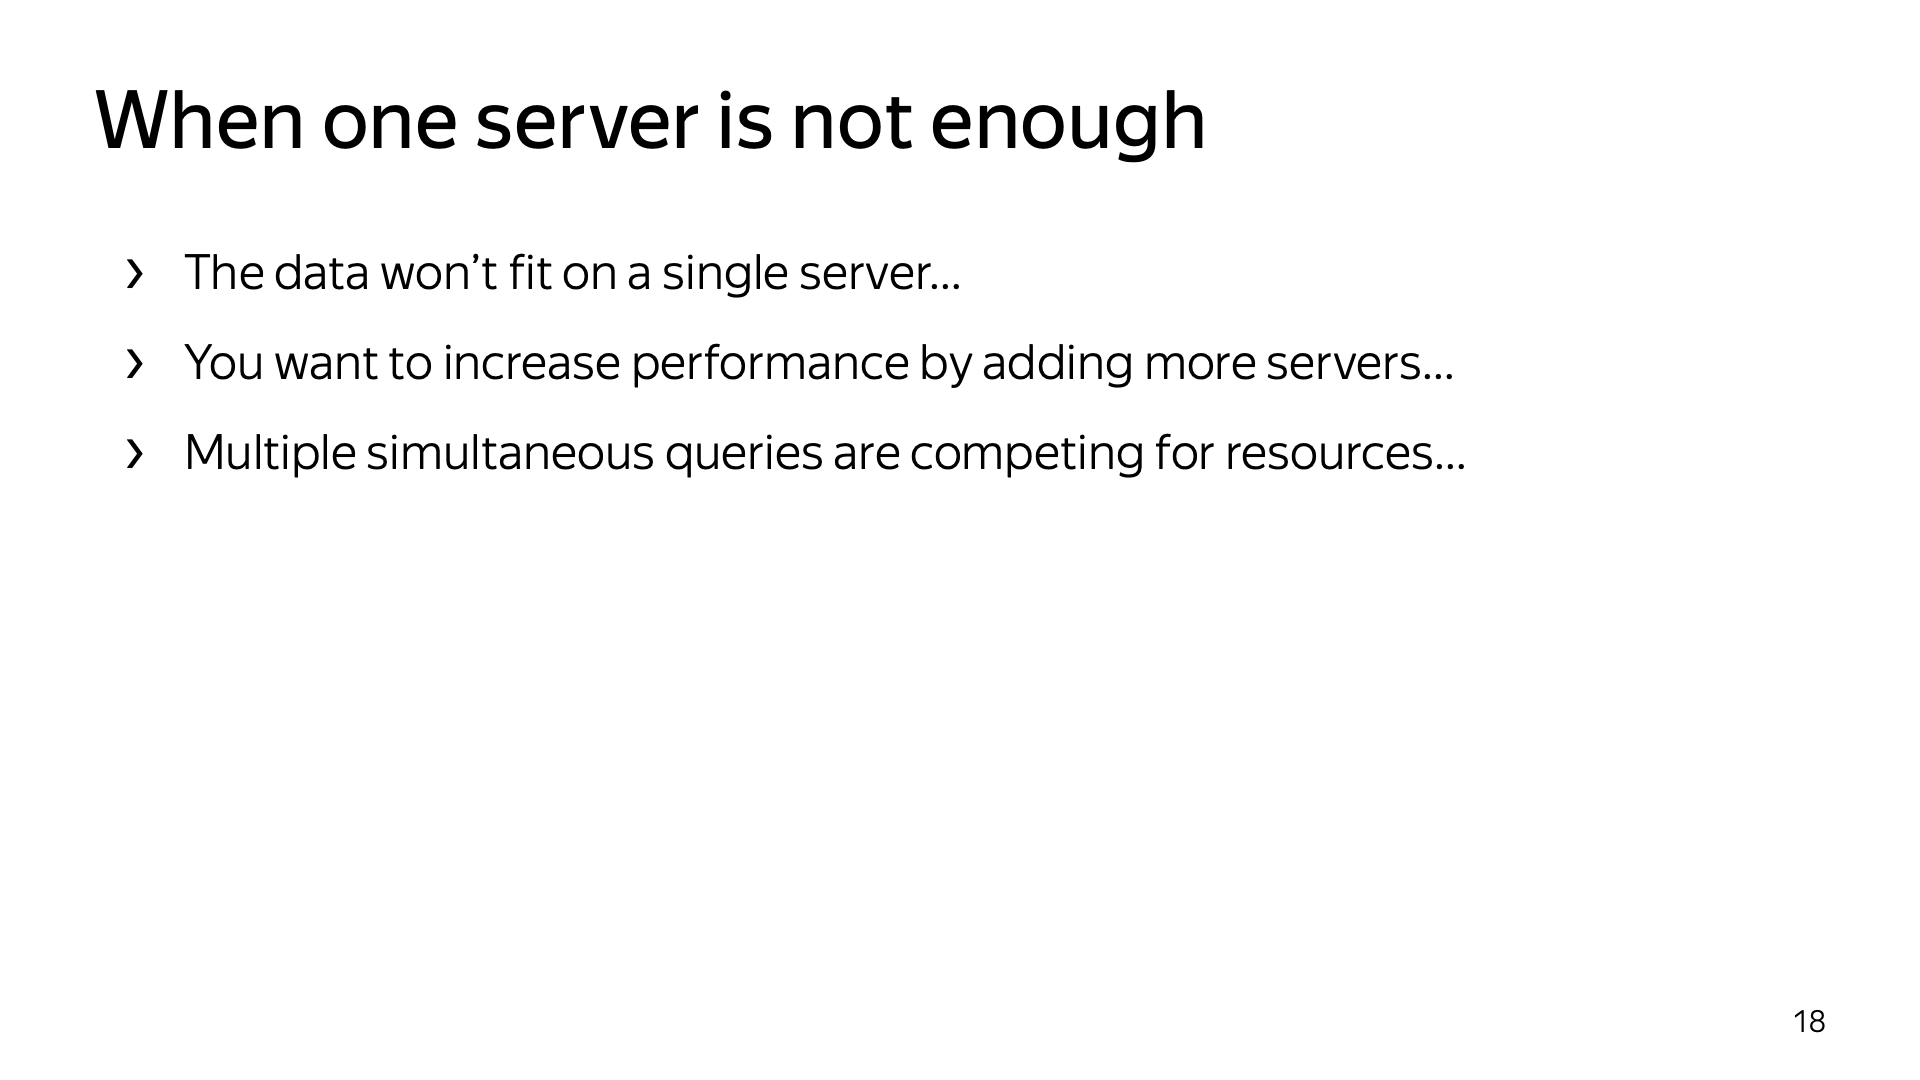 When one server is not enough
› The data won’t fit on a single server…
› You want to increase performance by adding more servers…
› Multiple simultaneous queries are competing for resources…
18